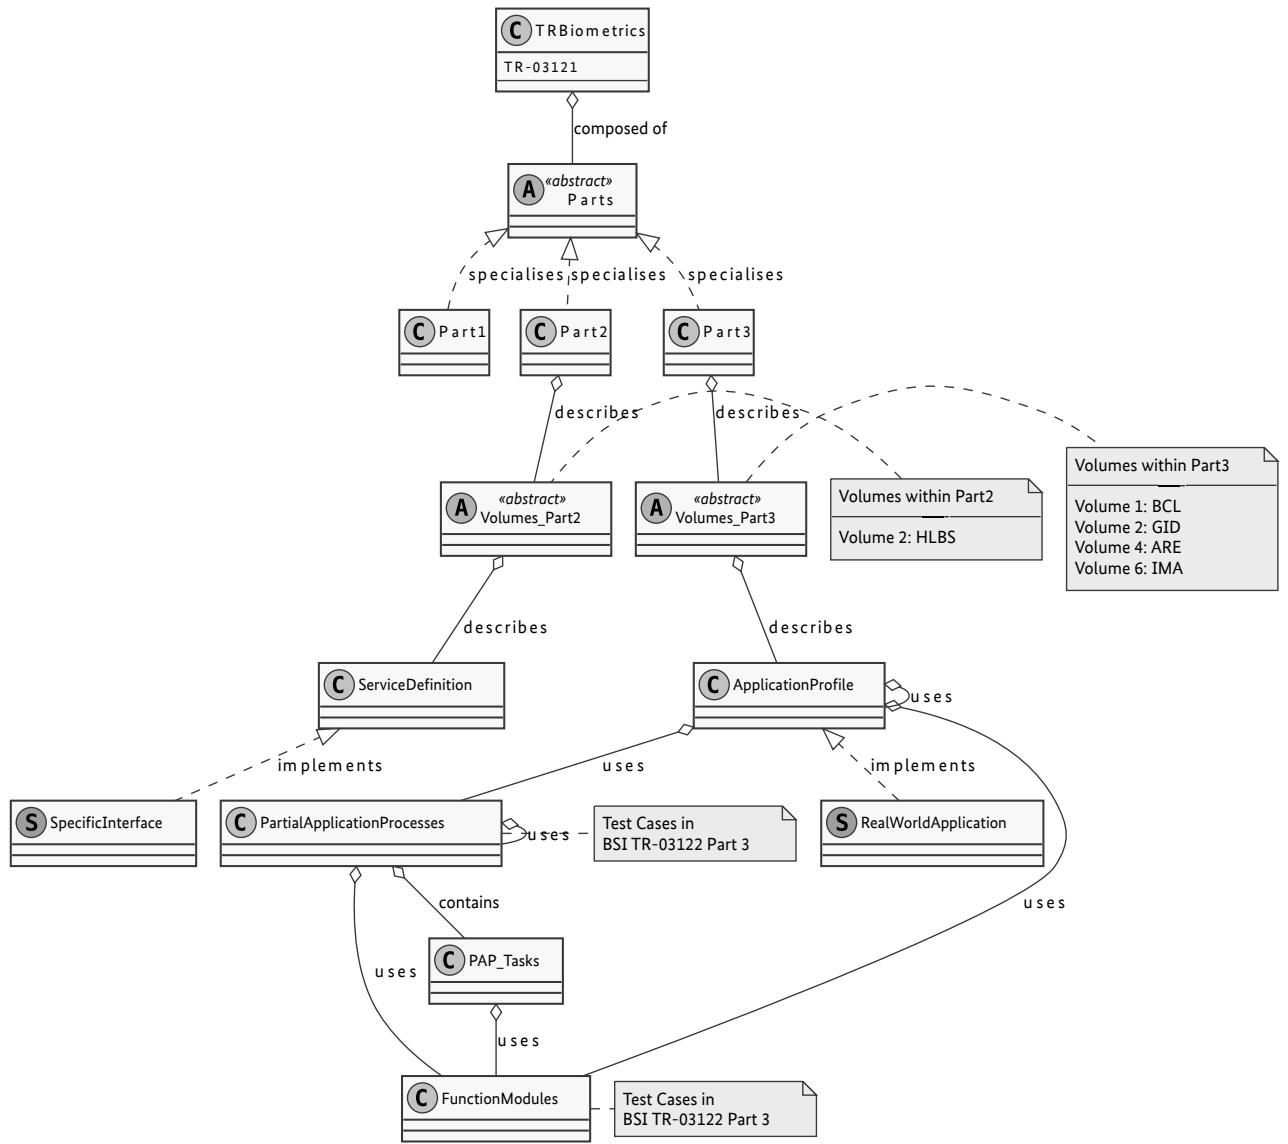 C TRBiometrics
TR-03121
composed of
«abstract»
A Parts
specialises specialises specialises
C Part1
C Part2
C Part3
describes
describes
Volumes within Part3
Volume 1: BCL
Volume 2: GID
Volume 4: ARE
Volume 6: IMA
«abstract»
A Volumes_Part2
«abstract»
A Volumes_Part3
Volumes within Part2
Volume 2: HLBS
describes
describes
C ServiceDefinition
C ApplicationProfile
uses
implements
uses
implements
S SpecificInterface
C PartialApplicationProcesses
uses
Test Cases in
BSI TR-03122 Part 3
S RealWorldApplication
contains
uses
C PAP_Tasks
uses
uses
C FunctionModules
Test Cases in
BSI TR-03122 Part 3